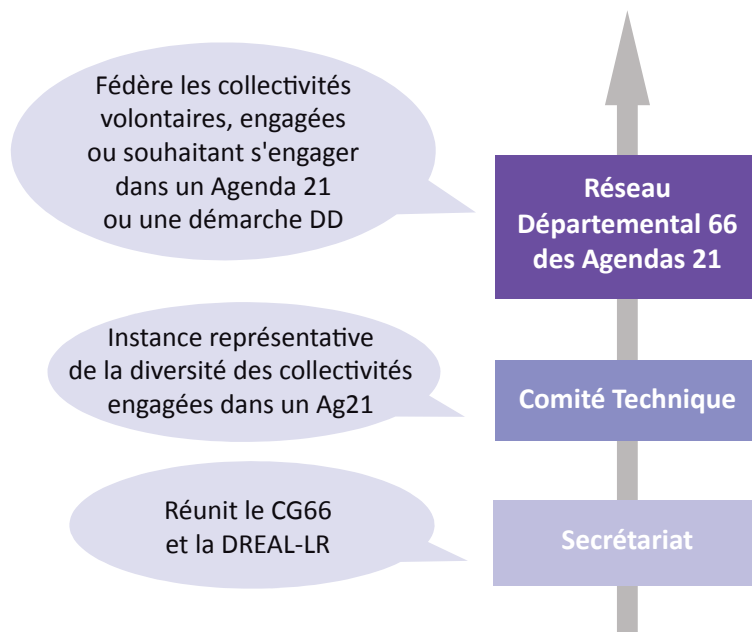 Fédère les collectivités
volontaires, engagées
ou souhaitant s'engager
dans un Agenda 21
ou une démarche DD
Réseau
Départemental 66
des Agendas 21
Instance représentative
de la diversité des collectivités
engagées dans un Ag21
Comité Technique
Réunit le CG66
et la DREAL-LR
Secrétariat